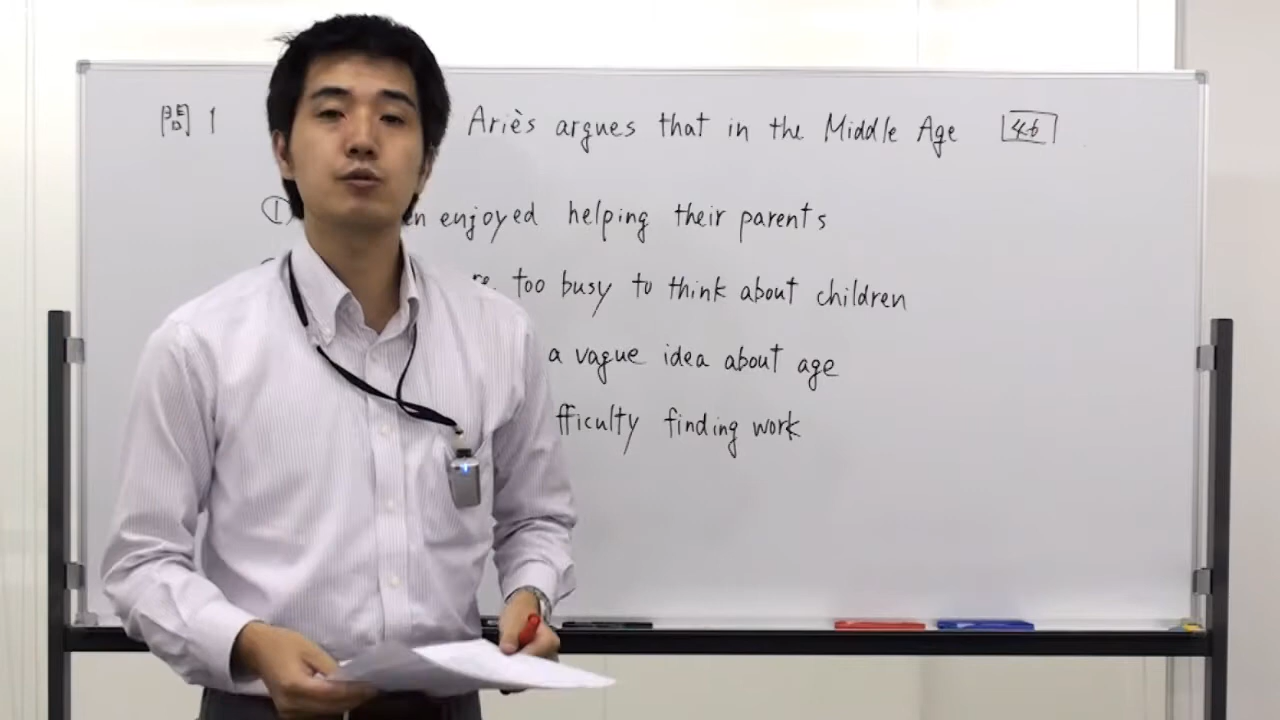 問1 Ariès argues that in the Middle Age 46
① en enjoyed helping their parents
re too busy to think about children
a vague idea about age
fficulty finding work